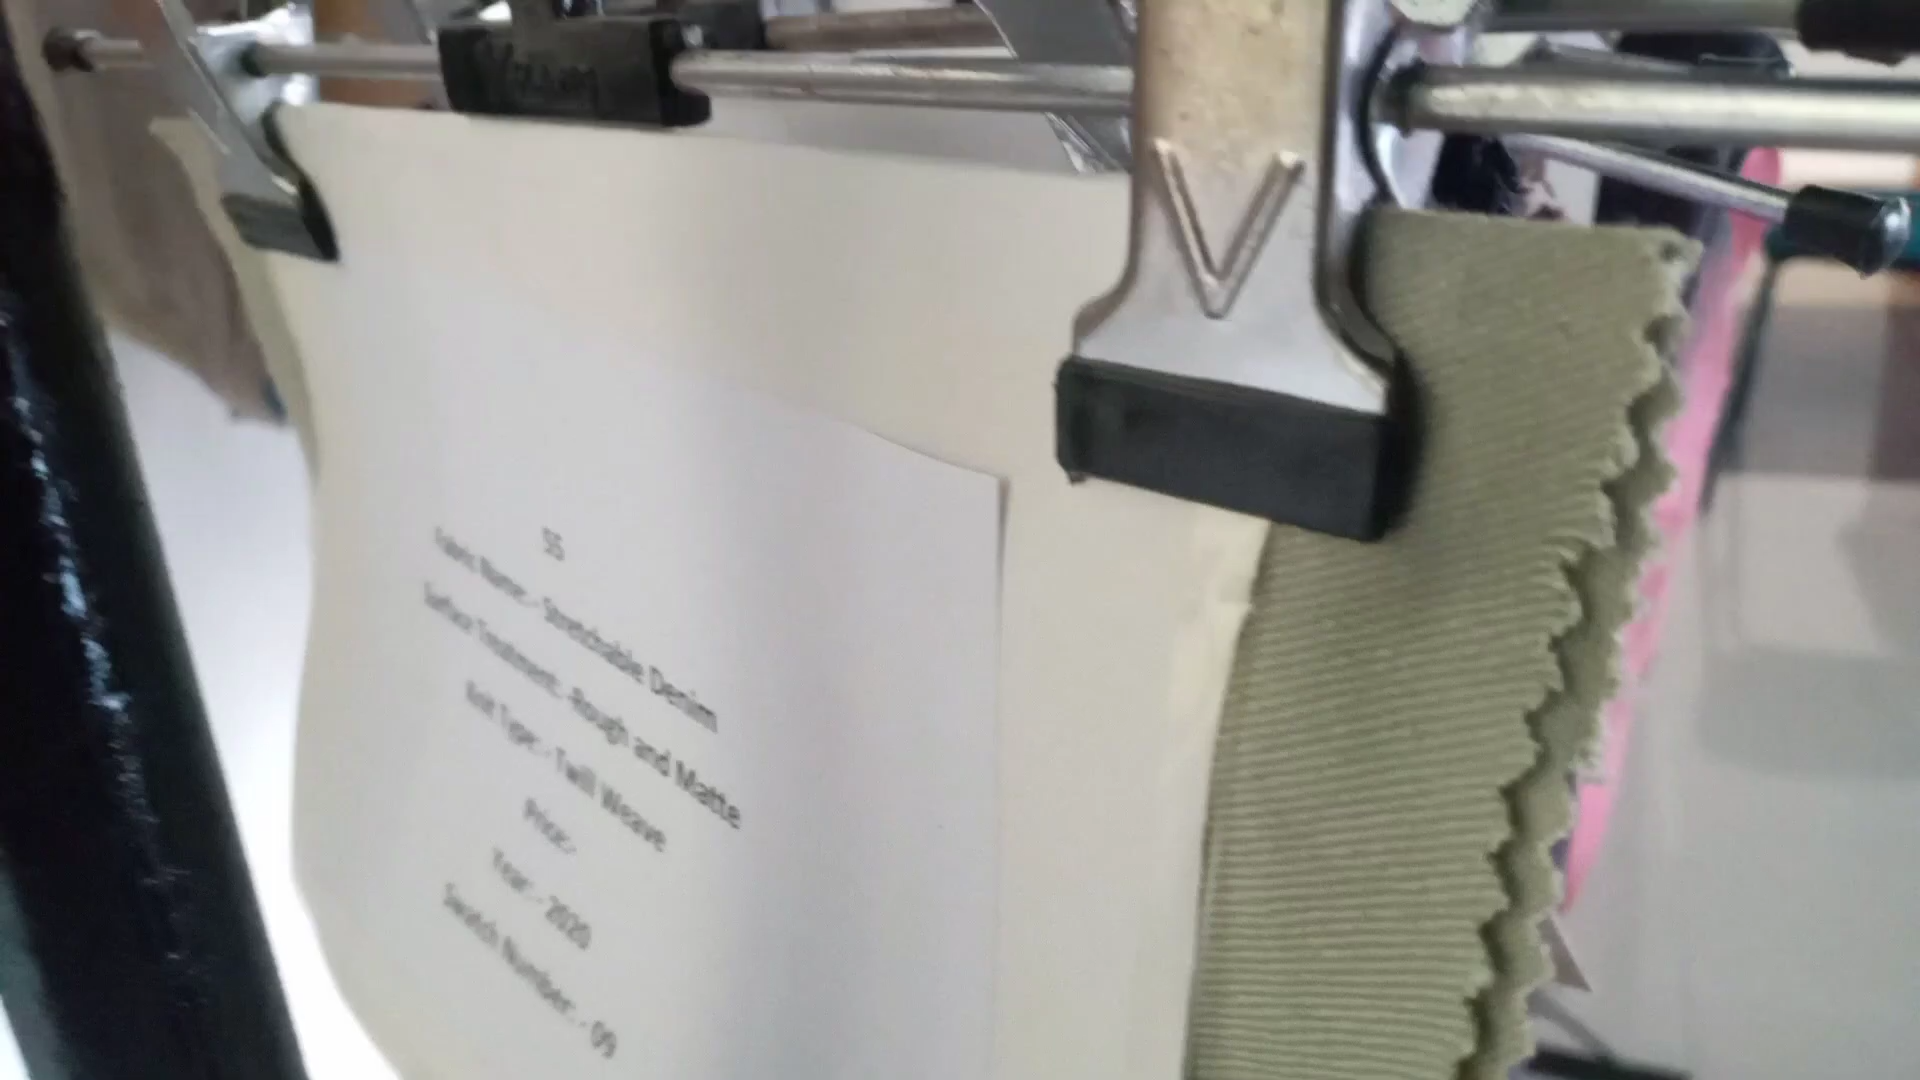 55
Fabric Name:- Stretchable Denim
Surface Treatment:-Rough and Matte
Knit Type:- Twill Weave
Price:-
Year:- 2020
Swatch Number:- 09